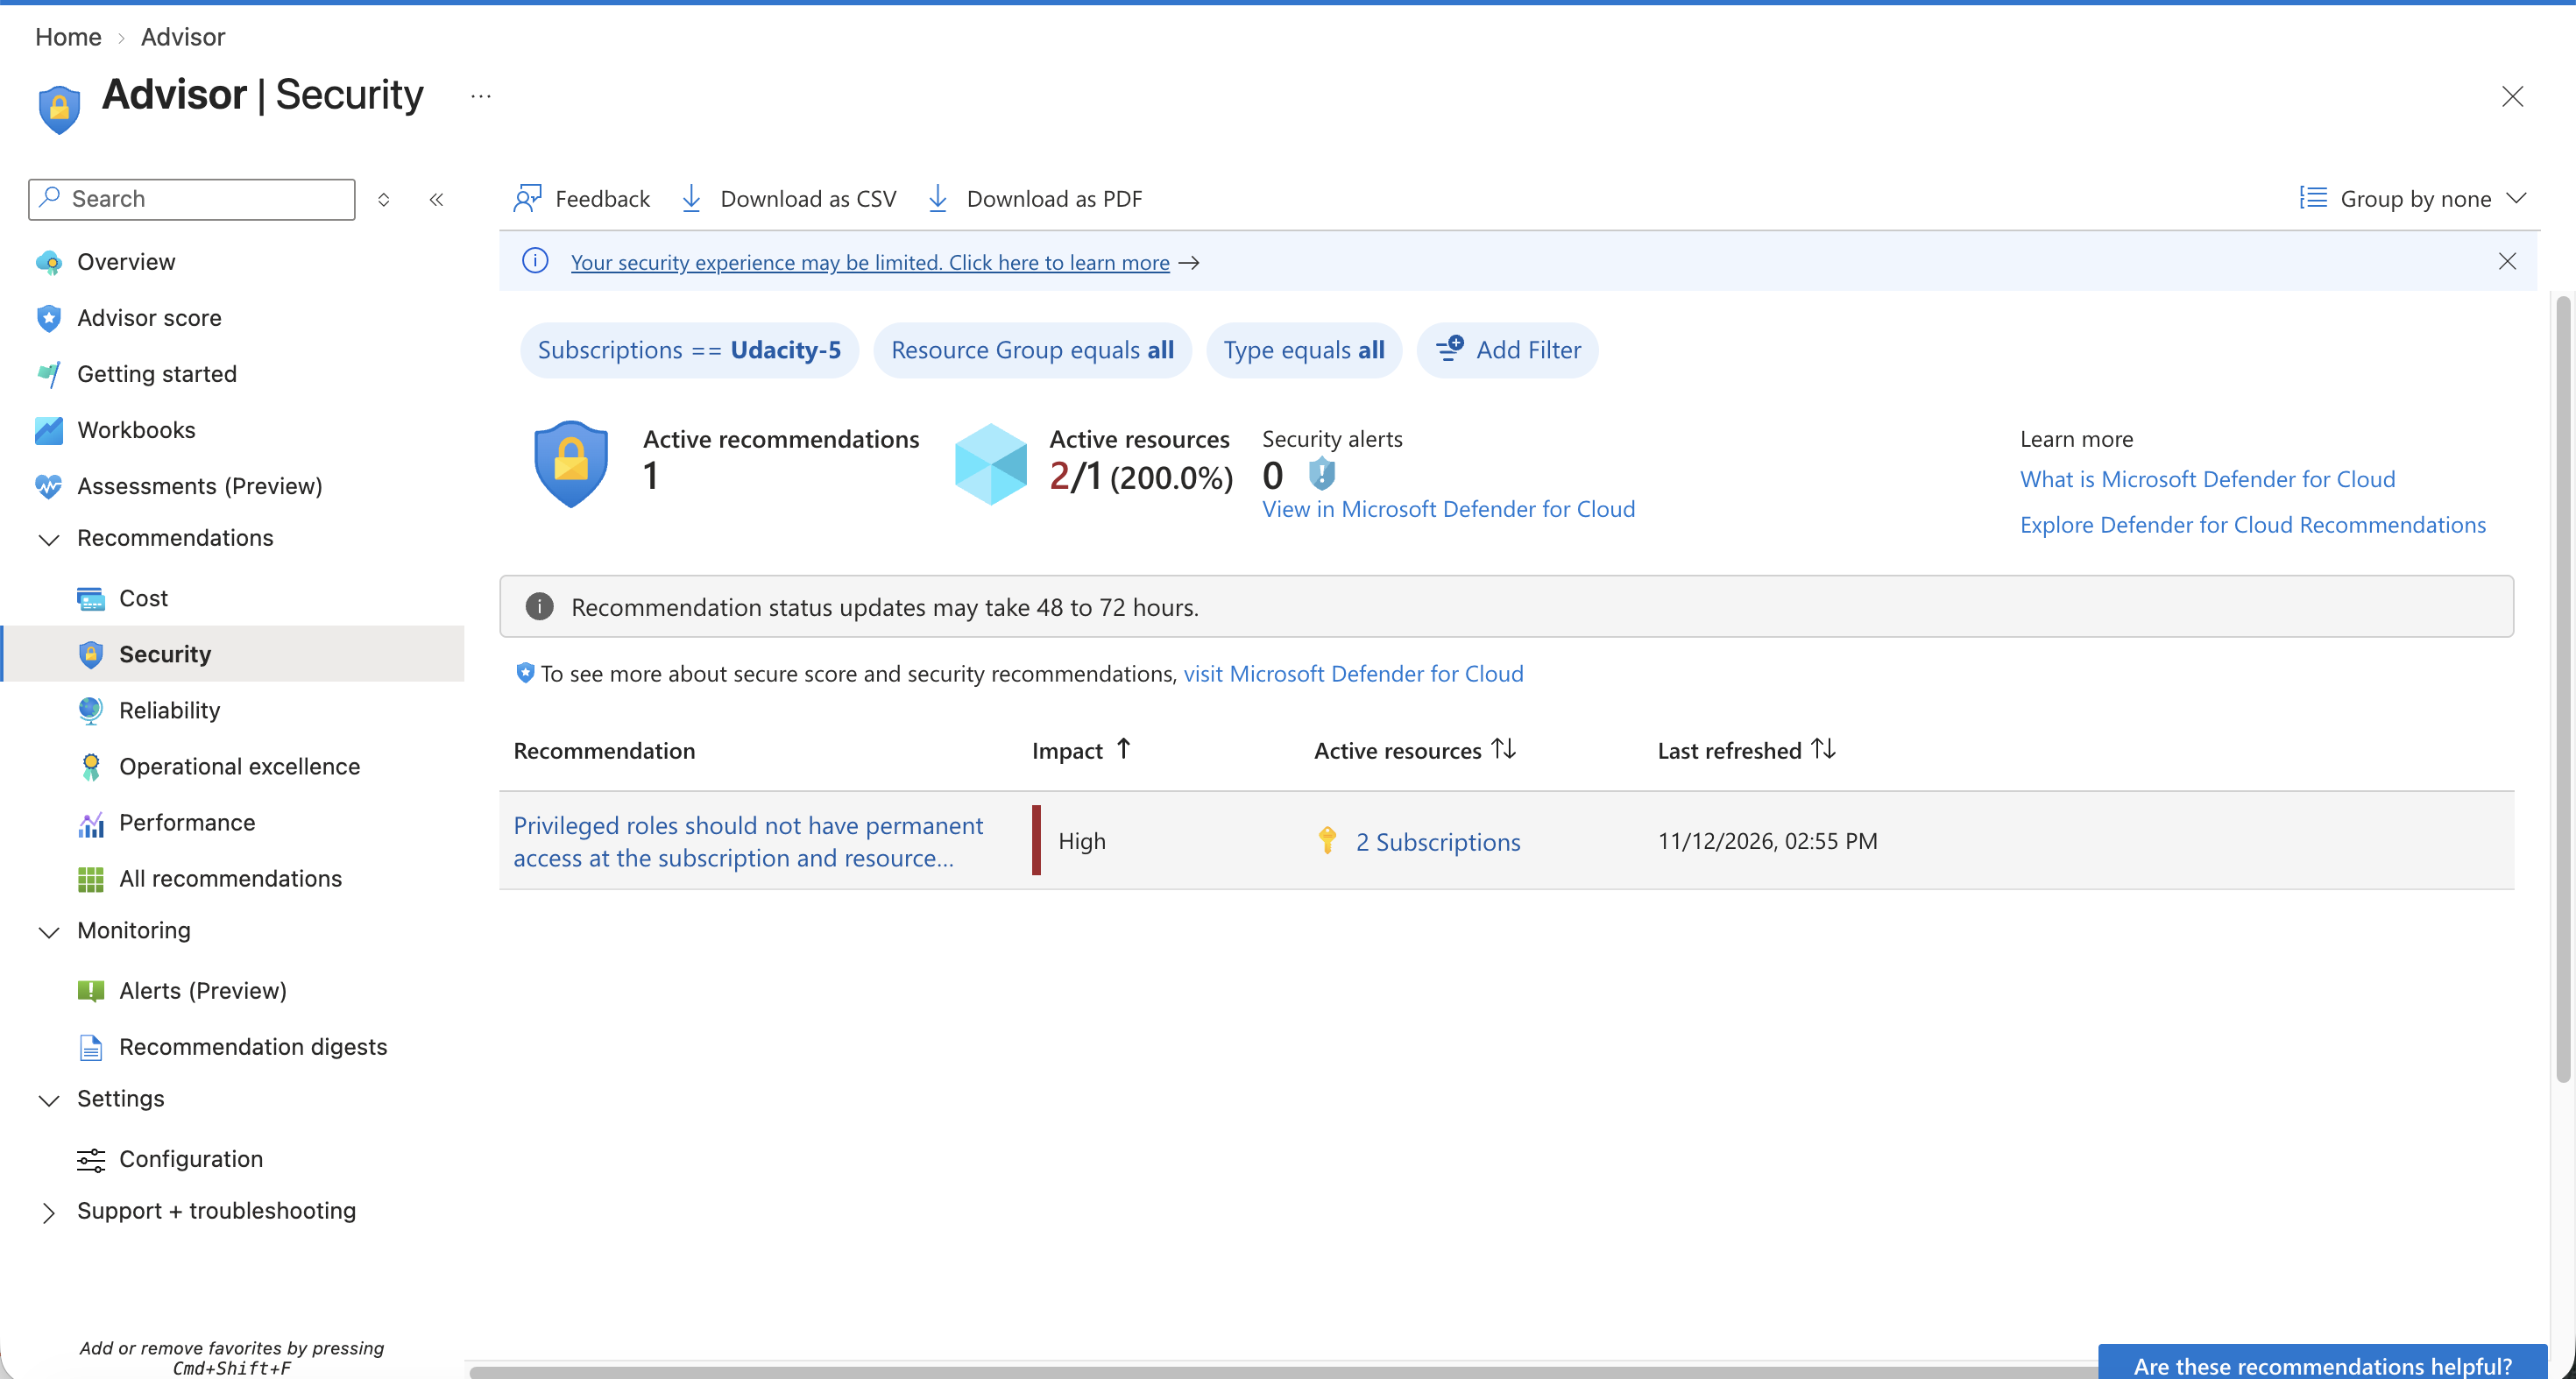 Home > Advisor
Advisor | Security ...
Search
Overview
Advisor score
Getting started
Workbooks
Assessments (Preview)
Recommendations
Cost
Security
Reliability
Operational excellence
Performance
All recommendations
Monitoring
Alerts (Preview)
Recommendation digests
Settings
Configuration
Support + troubleshooting
Add or remove favorites by pressing
Cmd+Shift+F
Feedback
Download as CSV
Download as PDF
Group by none
Your security experience may be limited. Click here to learn more →
Subscriptions == Udacity-5
Resource Group equals all
Type equals all
Add Filter
Active recommendations
1
Active resources
2/1 (200.0%)
Security alerts
0
View in Microsoft Defender for Cloud
Learn more
What is Microsoft Defender for Cloud
Explore Defender for Cloud Recommendations
Recommendation status updates may take 48 to 72 hours.
To see more about secure score and security recommendations, visit Microsoft Defender for Cloud
Recommendation Impact ↑ Active resources ↑↓ Last refreshed ↑↓
Privileged roles should not have permanent
access at the subscription and resource...
High
2 Subscriptions
11/12/2026, 02:55 PM
Are these recommendations helpful?